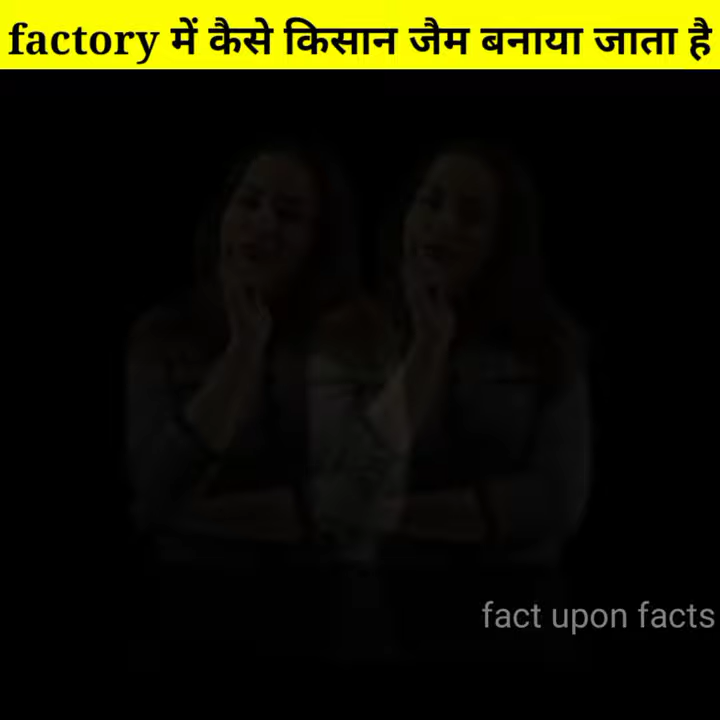 factory में कैसे किसान जैम बनाया जाता है
fact upon facts